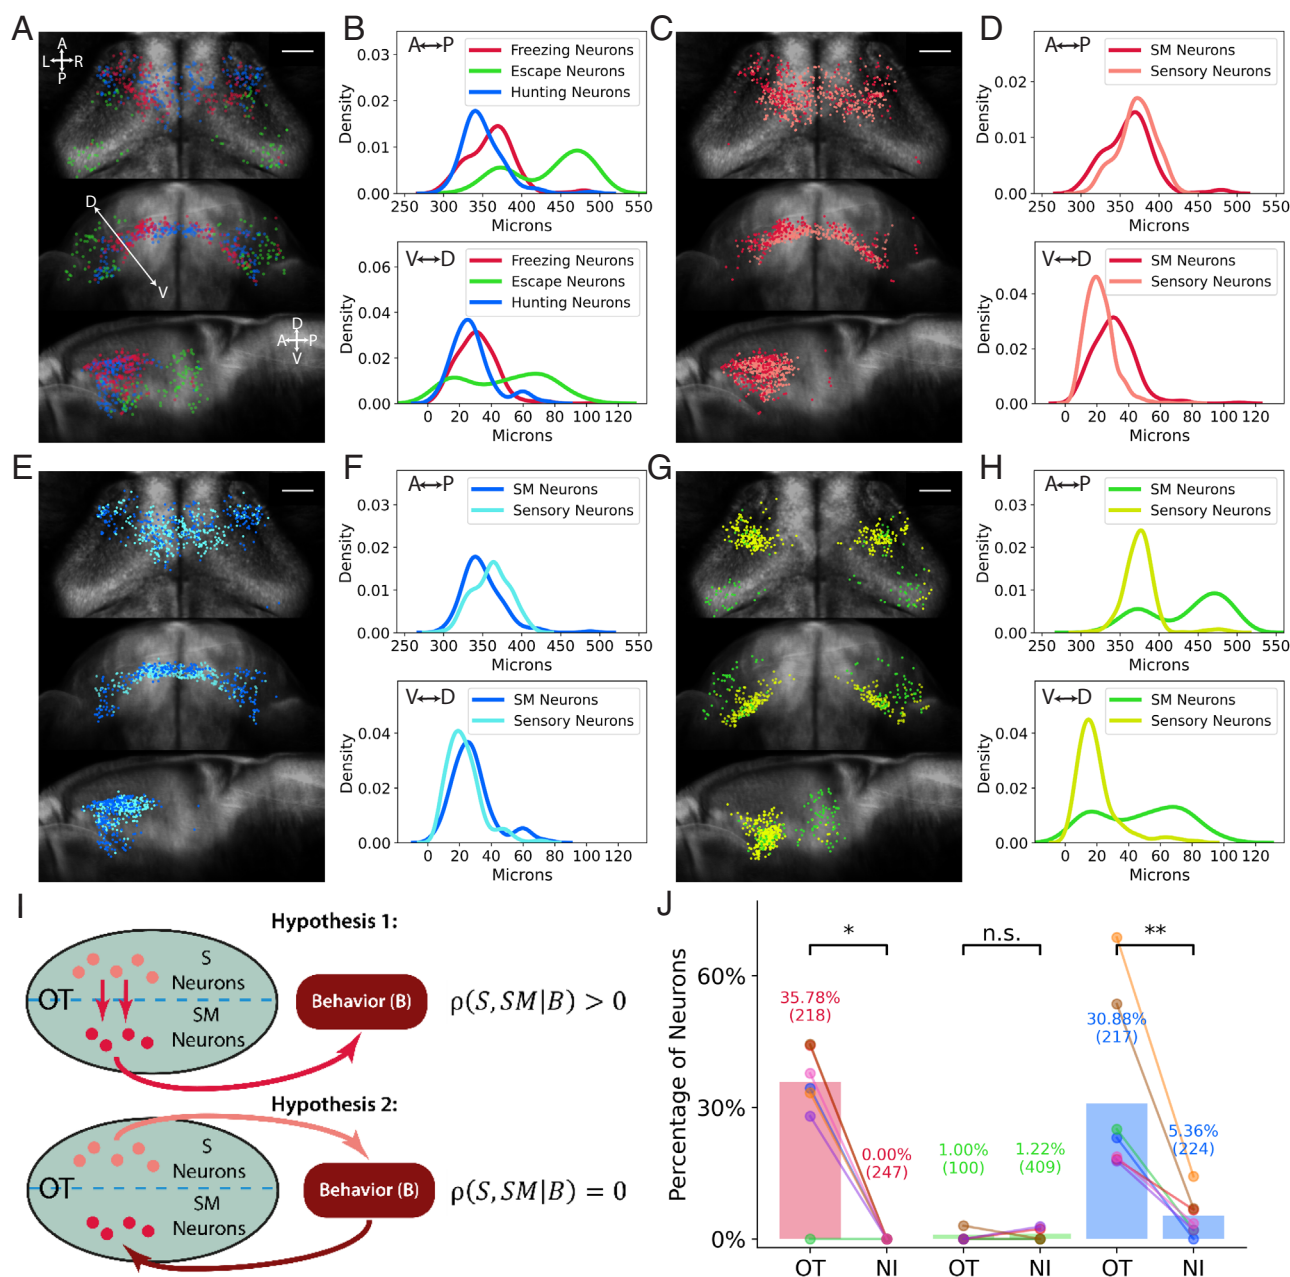 A
A
L R
P
D
V
D
A P
V
B
A↔P
Freezing Neurons
Escape Neurons
Hunting Neurons
Density
0.03
0.02
0.01
0.00
250 300 350 400 450 500 550
Microns
V↔D
Freezing Neurons
Escape Neurons
Hunting Neurons
Density
0.06
0.04
0.02
0.00
0 20 40 60 80 100 120
Microns
C
D
A↔P
SM Neurons
Sensory Neurons
Density
0.02
0.01
0.00
250 300 350 400 450 500 550
Microns
V↔D
SM Neurons
Sensory Neurons
Density
0.04
0.02
0.00
0 20 40 60 80 100 120
Microns
E
F
A↔P
SM Neurons
Sensory Neurons
Density
0.03
0.02
0.01
0.00
250 300 350 400 450 500 550
Microns
V↔D
SM Neurons
Sensory Neurons
Density
0.04
0.02
0.00
0 20 40 60 80 100 120
Microns
G
H
A↔P
SM Neurons
Sensory Neurons
Density
0.03
0.02
0.01
0.00
250 300 350 400 450 500 550
Microns
V↔D
SM Neurons
Sensory Neurons
Density
0.04
0.02
0.00
0 20 40 60 80 100 120
Microns
I
Hypothesis 1:
S
Neurons
OT
SM
Neurons
Behavior (B)
ρ(S, SM|B) > 0
Hypothesis 2:
S
Neurons
OT
SM
Neurons
Behavior (B)
ρ(S, SM|B) = 0
J
Percentage of Neurons
60%
30%
0%
*
n.s.
**
35.78%
(218)
0.00%
(247)
1.00%
(100)
1.22%
(409)
30.88%
(217)
5.36%
(224)
OT NI OT NI OT NI